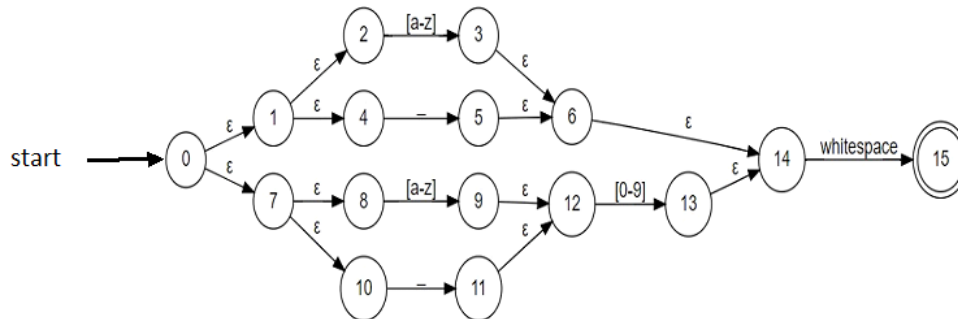 [a-z]
2 3
ε ε
ε – ε
1 4 5 6
ε ε
start 0 whitespace
14 15
ε [a-z] [0-9] ε
ε ε
7 8 9 12 13
ε ε
–
10 11